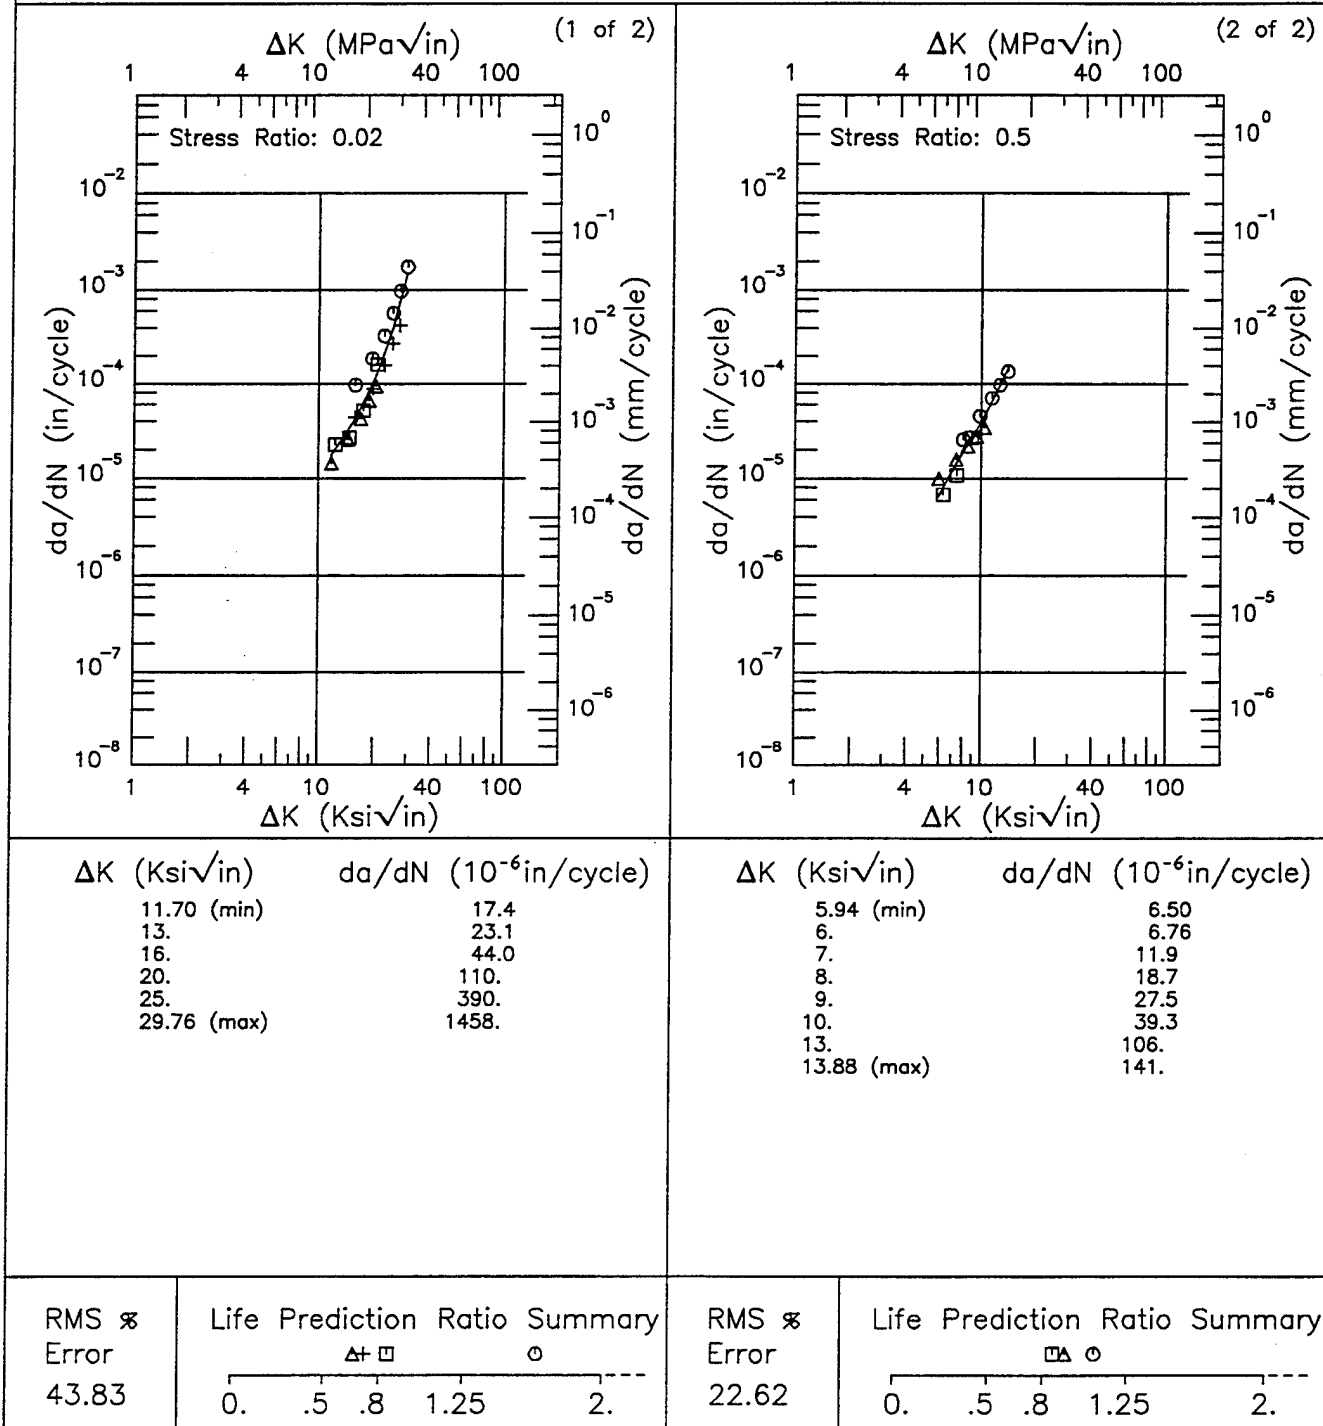 (1 of 2)
ΔK (MPa√in)
1 4 10 40 100
Stress Ratio: 0.02
10⁻²
10⁻³
10⁻⁴
10⁻⁵
10⁻⁶
10⁻⁷
10⁻⁸
da/dN (in/cycle)
10⁰
10⁻¹
10⁻²
10⁻³
10⁻⁴
10⁻⁵
10⁻⁶
da/dN (mm/cycle)
1 4 10 40 100
ΔK (Ksi√in)
(2 of 2)
ΔK (MPa√in)
1 4 10 40 100
Stress Ratio: 0.5
10⁻²
10⁻³
10⁻⁴
10⁻⁵
10⁻⁶
10⁻⁷
10⁻⁸
da/dN (in/cycle)
10⁰
10⁻¹
10⁻²
10⁻³
10⁻⁴
10⁻⁵
10⁻⁶
da/dN (mm/cycle)
1 4 10 40 100
ΔK (Ksi√in)
ΔK (Ksi√in) da/dN (10⁻⁶in/cycle)
11.70 (min) 17.4
13. 23.1
16. 44.0
20. 110.
25. 390.
29.76 (max) 1458.
ΔK (Ksi√in) da/dN (10⁻⁶in/cycle)
5.94 (min) 6.50
6. 6.76
7. 11.9
8. 18.7
9. 27.5
10. 39.3
13. 106.
13.88 (max) 141.
RMS %
Error
43.83
Life Prediction Ratio Summary
0. .5 .8 1.25 2.
RMS %
Error
22.62
Life Prediction Ratio Summary
0. .5 .8 1.25 2.